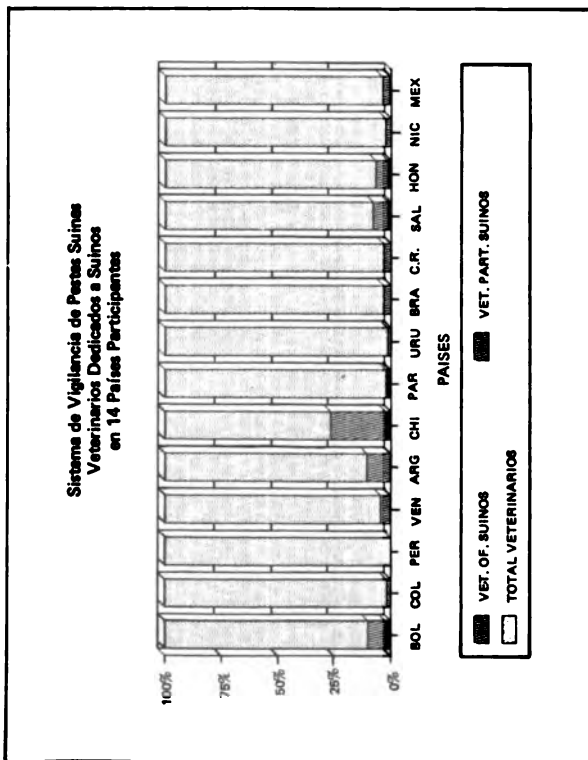 Sistema de Vigilancia de Pestes Suinas
Veterinarios Dedicados a Suinos
en 14 Países Participantes
100%
75%
50%
25%
0%
BOL COL PER VEN ARG CHI PAR URU BRA C.R. SAL HON NIC MEX
PAISES
VET. OF. SUINOS
VET. PART. SUINOS
TOTAL VETERINARIOS